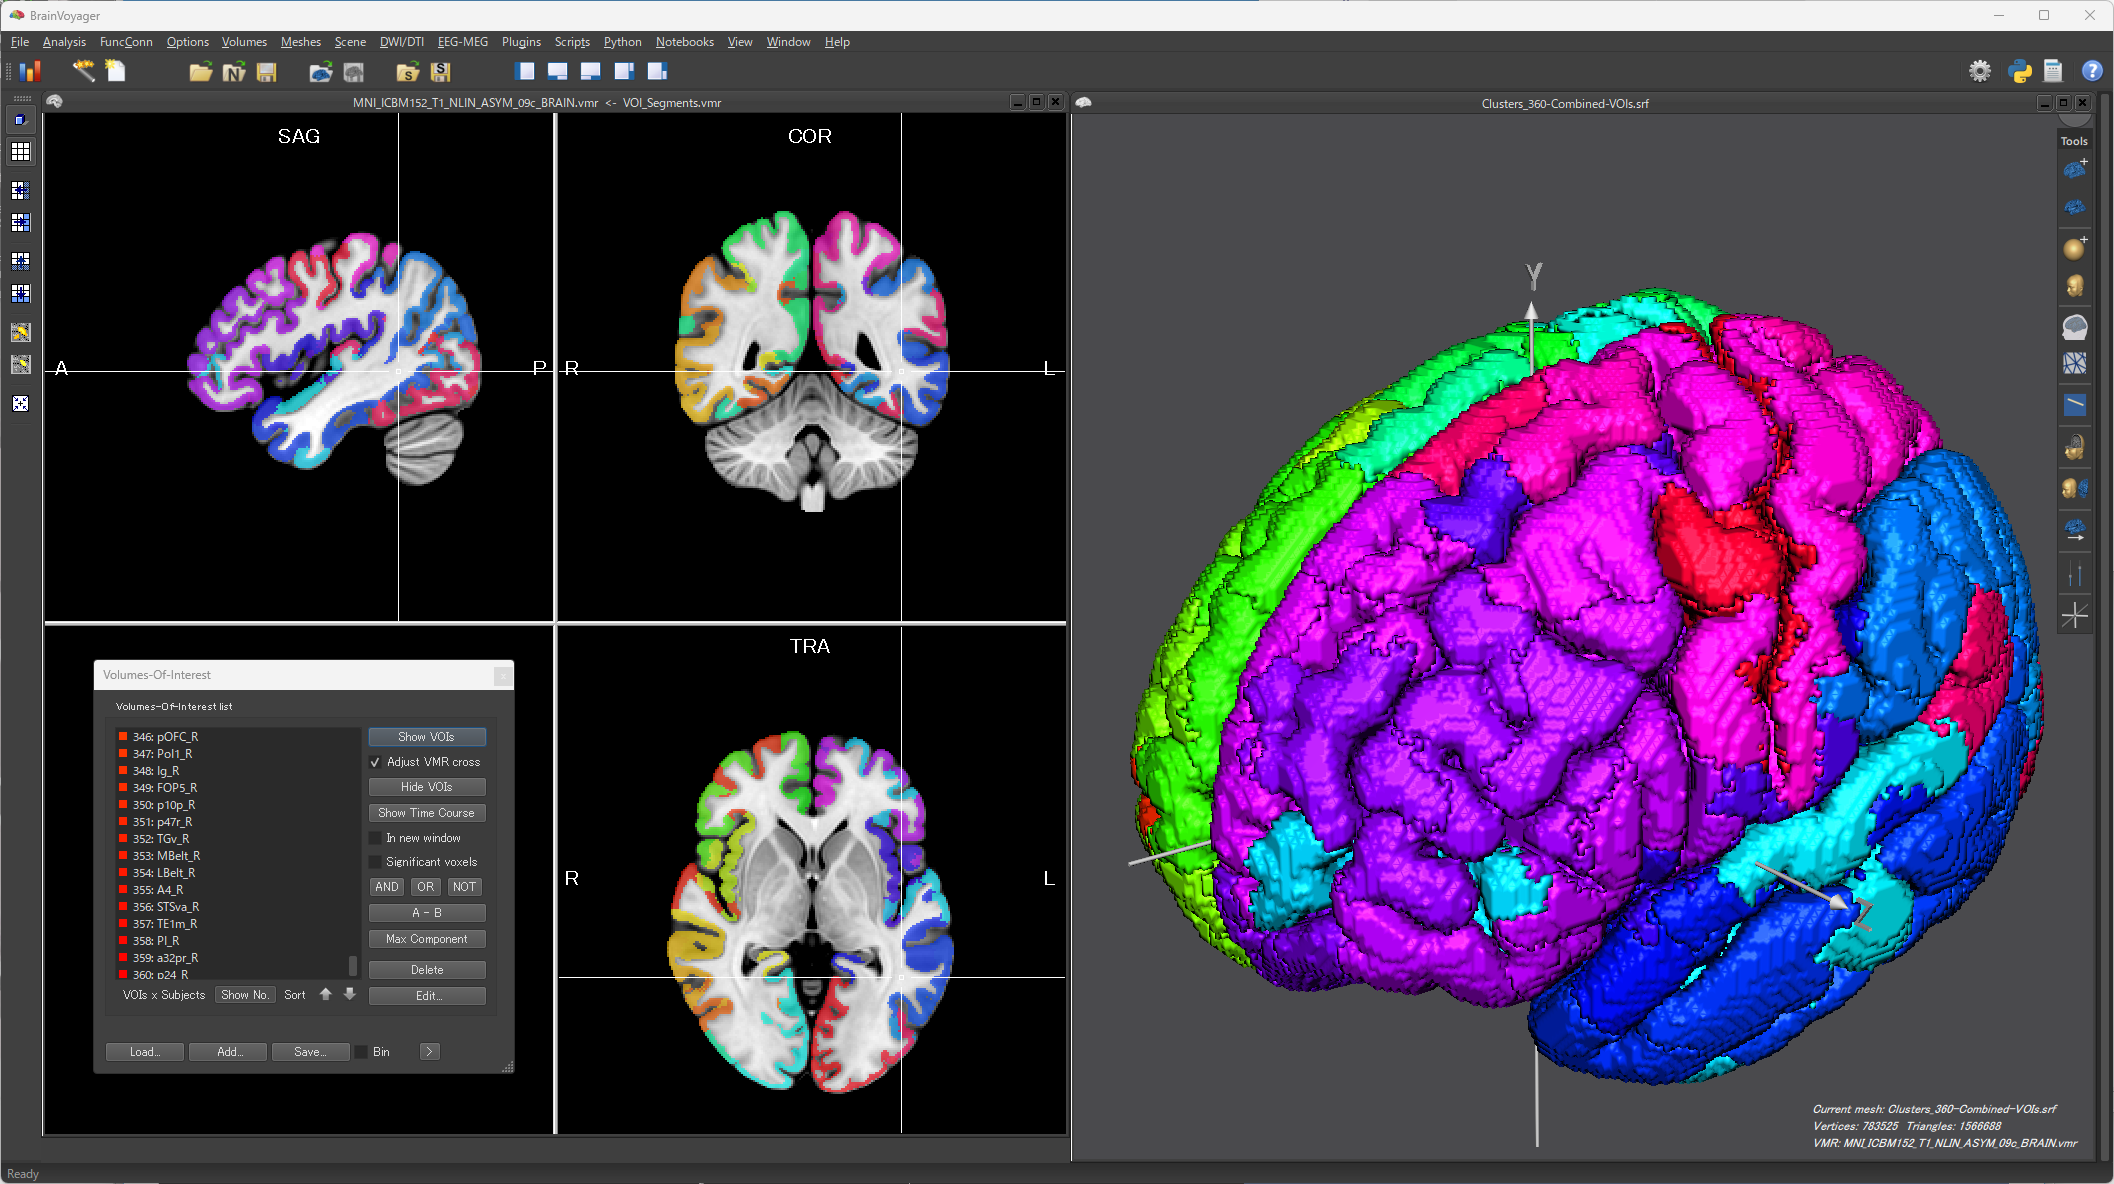 BrainVoyager
File Analysis FuncConn Options Volumes Meshes Scene DWI/DTI EEG-MEG Plugins Scripts Python Notebooks View Window Help
MNI_ICBM152_T1_NLIN_ASYM_09c_BRAIN.vmr <- VOI_Segments.vmr
SAG
A
P
COR
R
L
TRA
R
L
Volumes-Of-Interest
Volumes-Of-Interest list
346: pOFC_R
347: PoI1_R
348: Ig_R
349: FOP5_R
350: p10p_R
351: p47r_R
352: TGv_R
353: MBelt_R
354: LBelt_R
355: A4_R
356: STSva_R
357: TE1m_R
358: PI_R
359: a32pr_R
360: p24_R
Show VOIs
Adjust VMR cross
Hide VOIs
Show Time Course
In new window
Significant voxels
AND OR NOT
A - B
Max Component
Delete
Edit...
VOIs x Subjects Show No. Sort
Load... Add... Save... Bin >
Clusters_360-Combined-VOIs.srf
Tools
Y
Z
Current mesh: Clusters_360-Combined-VOIs.srf
Vertices: 783525 Triangles: 1566688
VMR: MNI_ICBM152_T1_NLIN_ASYM_09c_BRAIN.vmr
Ready